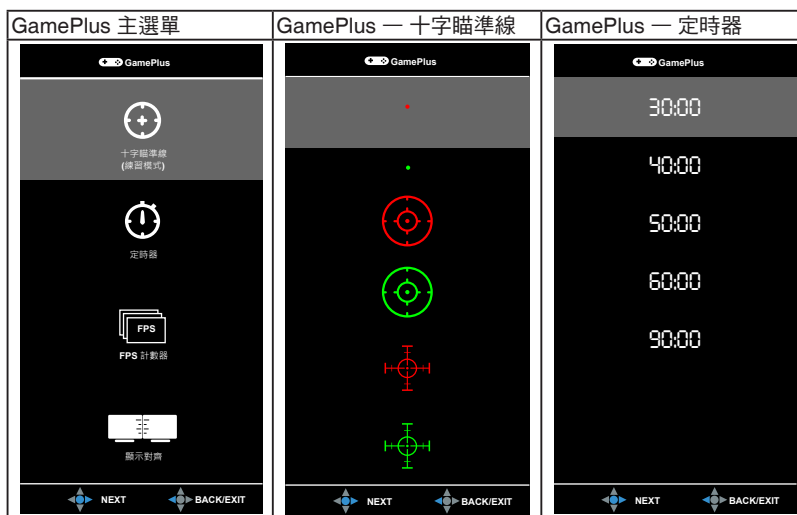 GamePlus 主選單
GamePlus — 十字瞄準線
GamePlus — 定時器
GamePlus
十字瞄準線
(練習模式)
定時器
FPS
FPS 計數器
顯示對齊
NEXT BACK/EXIT
GamePlus
NEXT BACK/EXIT
GamePlus
30:00
40:00
50:00
60:00
90:00
NEXT BACK/EXIT